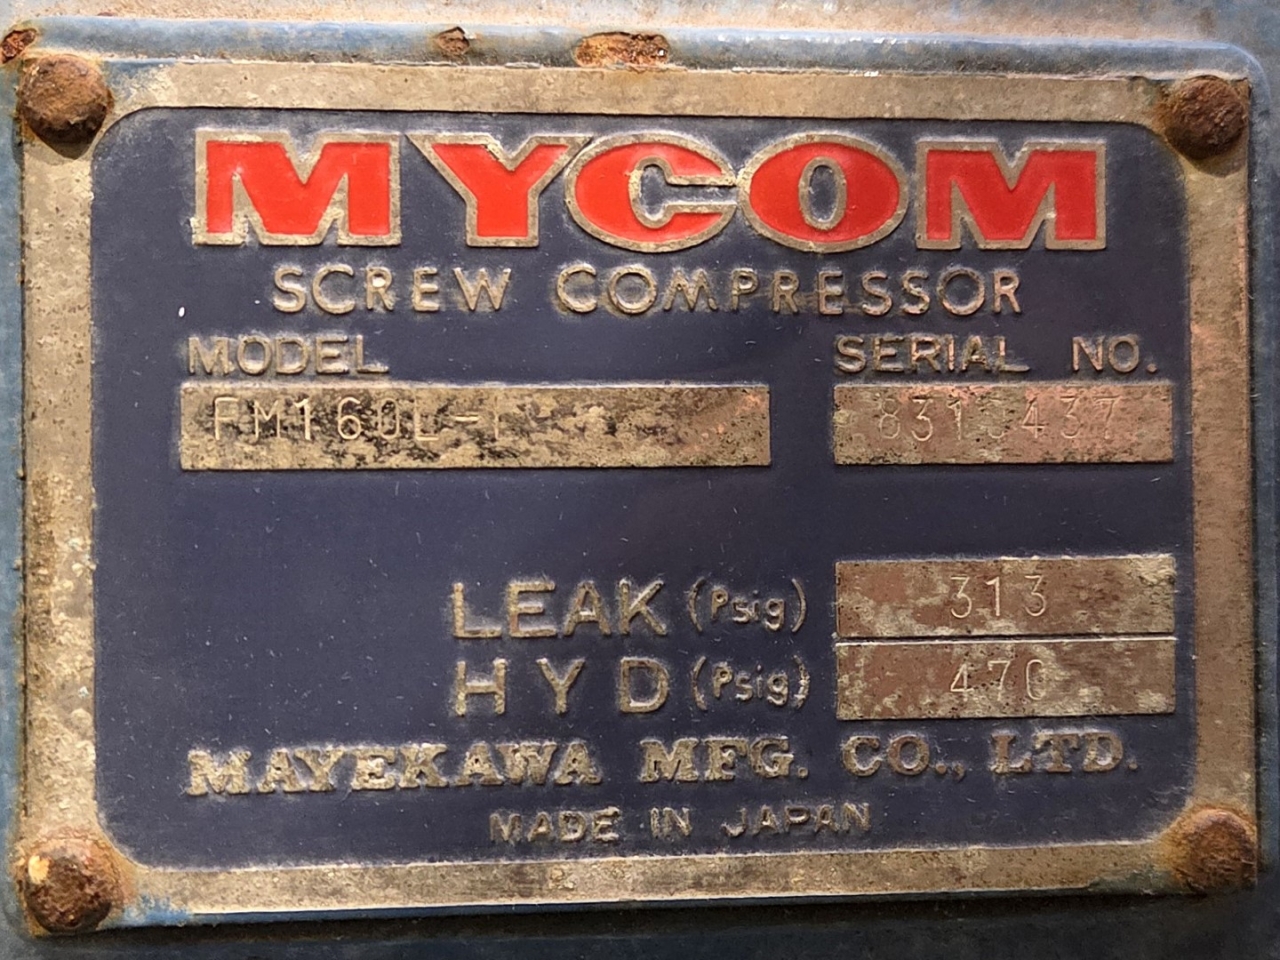 MYCOM
SCREW COMPRESSOR
MODEL SERIAL NO.
FM160L-
LEAK (Psig) 313
HYD (Psig) 470
MAYEKAWA MFG. CO., LTD.
MADE IN JAPAN